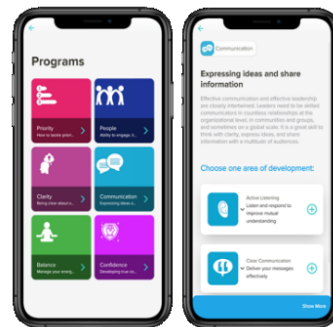 Programs
Priority
How to tackle prior...
People
Ability to engage, li...
Clarity
Being clear about o...
Communication
Expressing ideas a...
Balance
Manage your energ...
Confidence
Developing true co...
Communication
Expressing ideas and share
information
Effective communication and effective leadership
are closely intertwined. Leaders need to be skilled
communicators in countless relationships at the
organizational level, in communities and groups,
and sometimes on a global scale. It is a great skill to
think with clarity, express ideas, and share
information with a multitude of audiences.
Choose one area of development:
Active Listening
Listen and respond to
improve mutual
understanding
Clear Communication
Deliver your messages
effectively
Show More